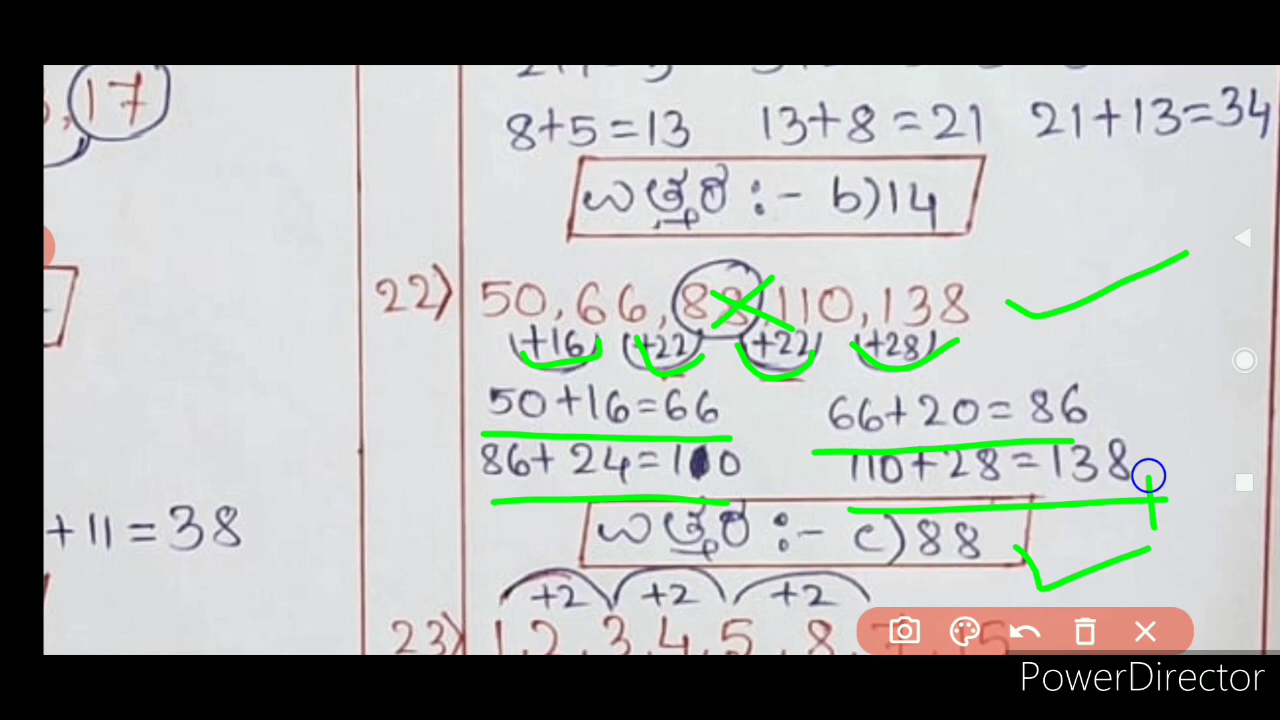 17
8+5=13 13+8=21 21+13=34
ಉತ್ತರ :- b)14
22) 50,66,88,110,138
(+16) (+22) (+22) (+28)
50+16=66 66+20=86
86+24=110 110+28=138
+11=38
ಉತ್ತರ :- c)88
+2 +2 +2
23) 1,2,3,4,5,8,7,15
PowerDirector